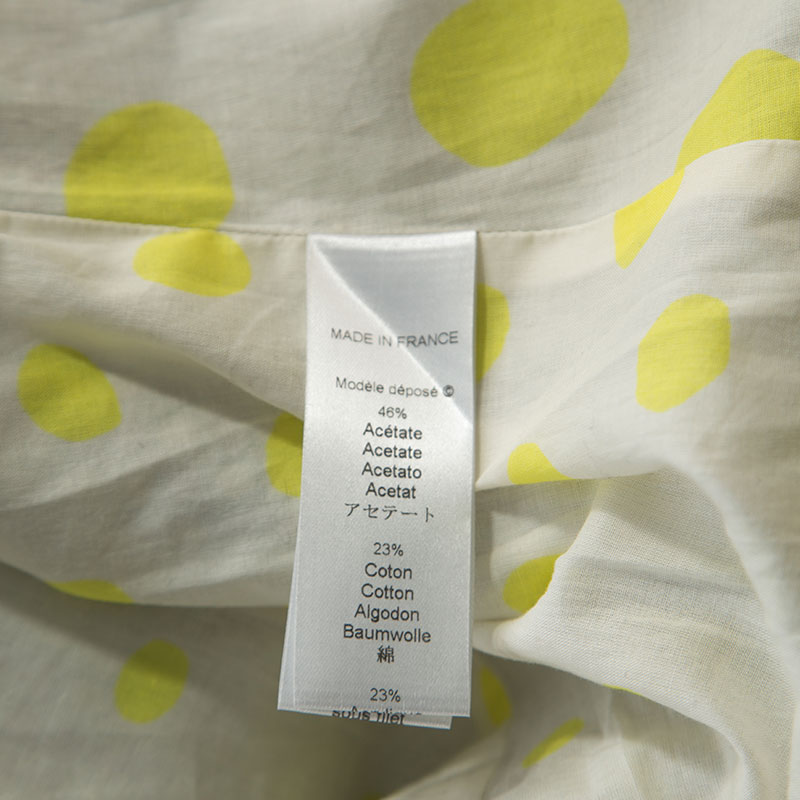 MADE IN FRANCE
Modèle déposé ©
46%
Acétate
Acetate
Acetato
Acetat
アセテート
23%
Coton
Cotton
Algodon
Baumwolle
綿
23%